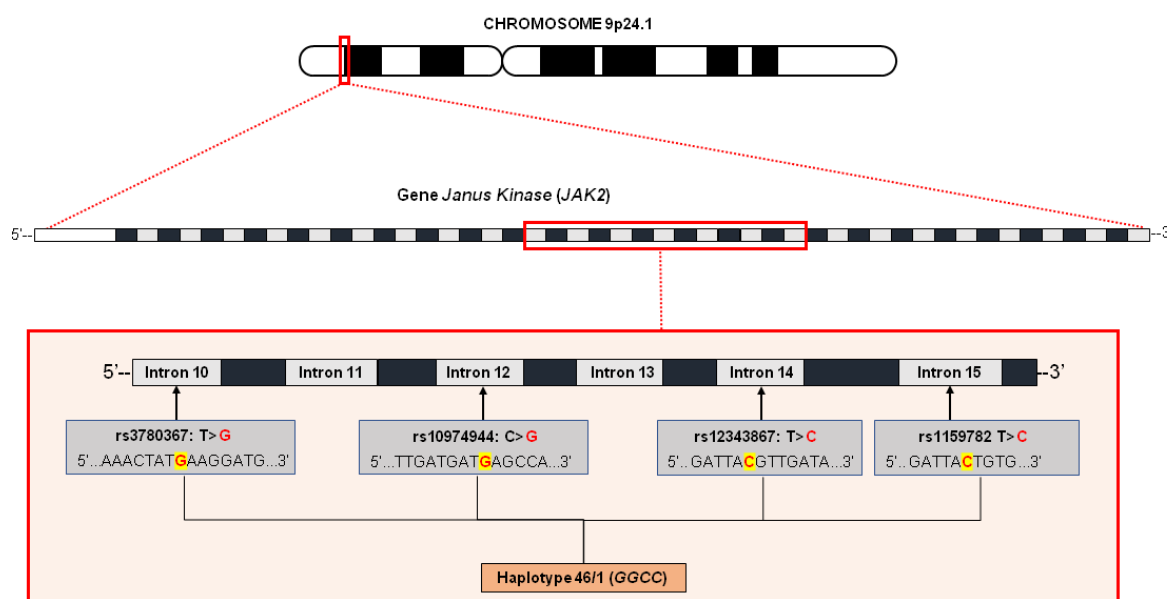 CHROMOSOME 9p24.1
Gene Janus Kinase (JAK2)
5'-- --3'
5'-- Intron 10 Intron 11 Intron 12 Intron 13 Intron 14 Intron 15 --3'
rs3780367: T> G
5'...AAACTATGAAGGATG...3'
rs10974944: C> G
5'...TTGATGATGAGCCA...3'
rs12343867: T> C
5'..GATTACGTTGATA...3'
rs1159782 T> C
5'..GATTACTGTG...3'
Haplotype 46/1 (GGCC)